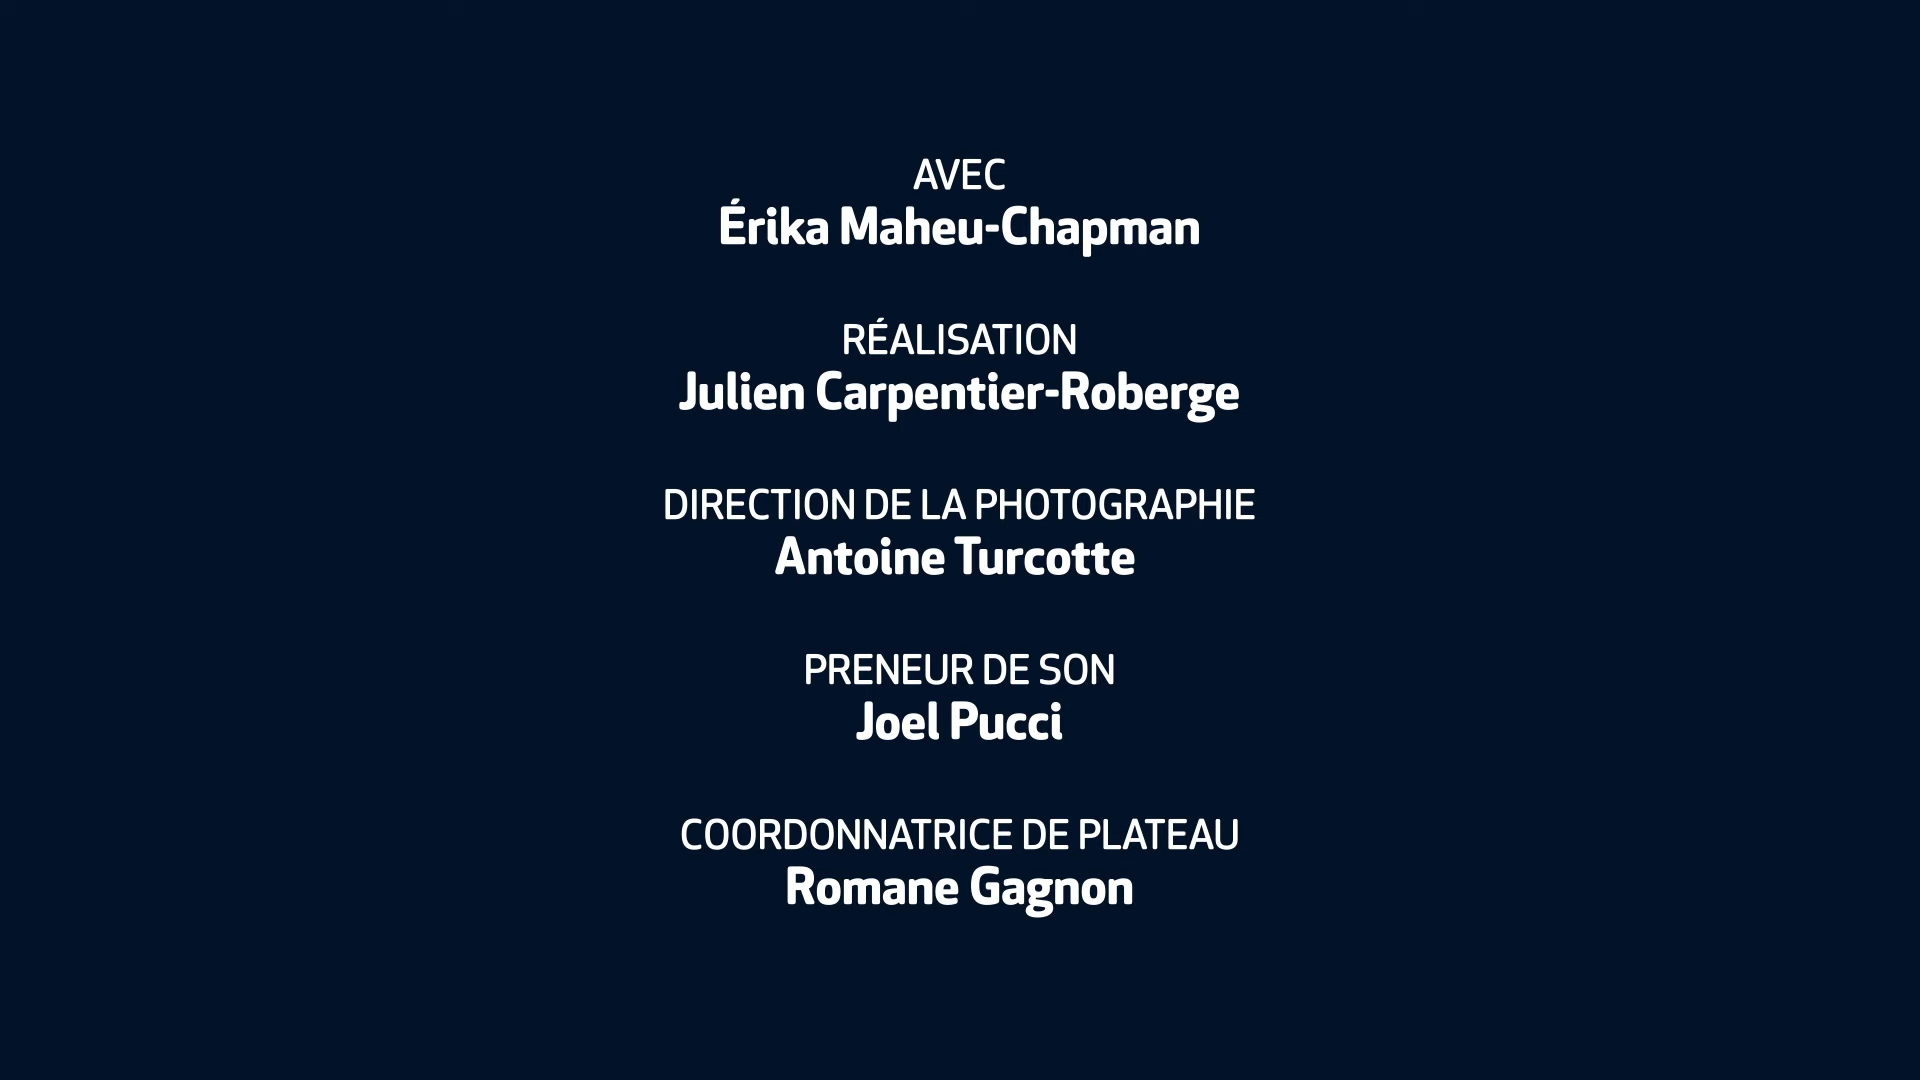 AVEC
Érika Maheu-Chapman
RÉALISATION
Julien Carpentier-Roberge
DIRECTION DE LA PHOTOGRAPHIE
Antoine Turcotte
PRENEUR DE SON
Joel Pucci
COORDONNATRICE DE PLATEAU
Romane Gagnon